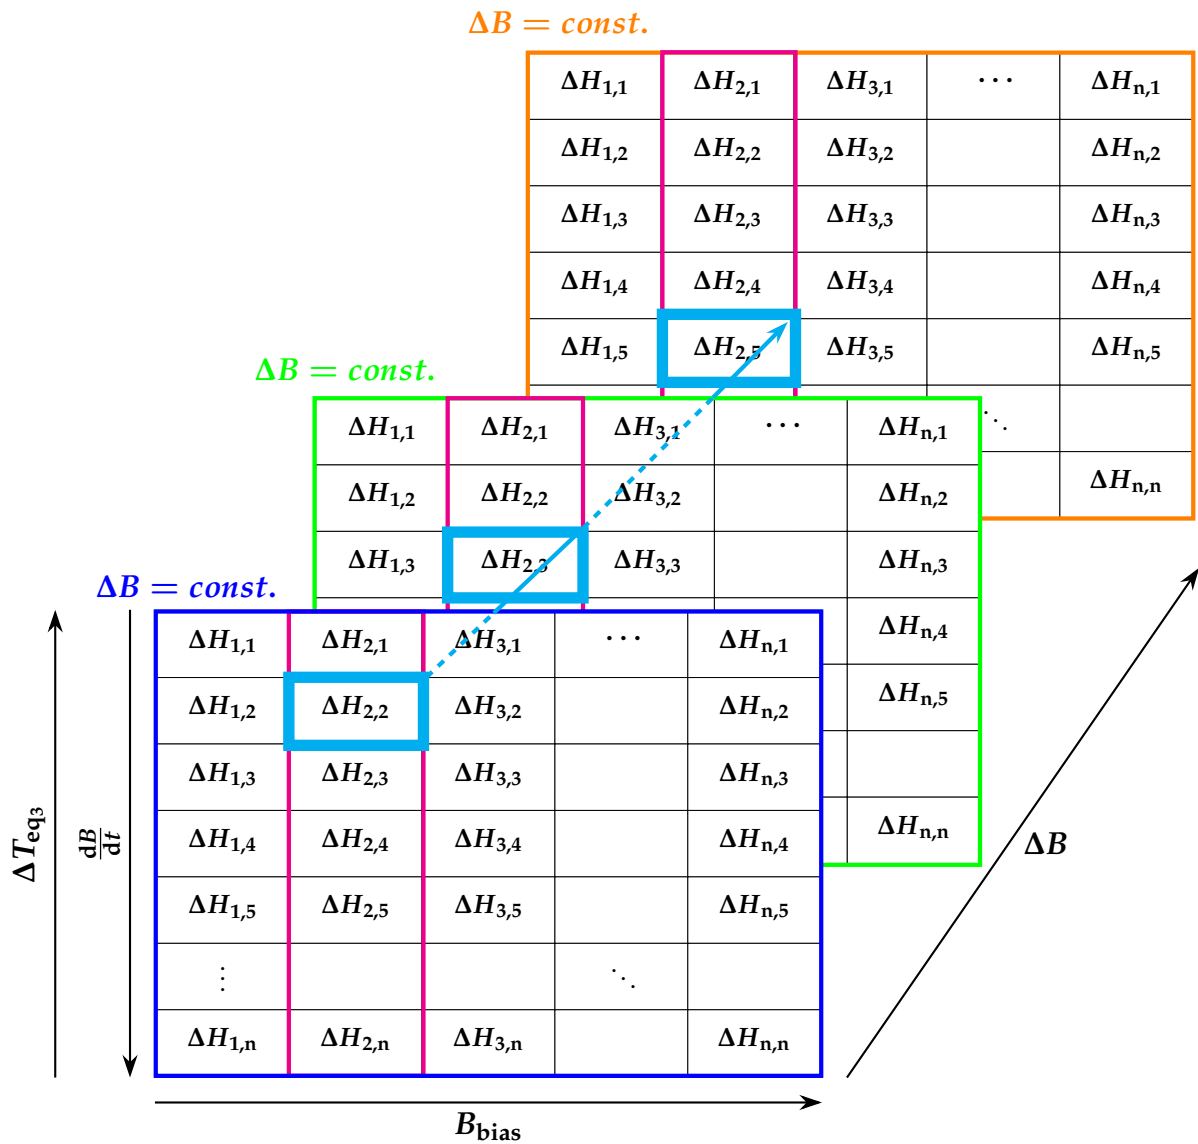 ΔB = const.
ΔH1,1 ΔH2,1 ΔH3,1 ··· ΔHn,1
ΔH1,2 ΔH2,2 ΔH3,2 ΔHn,2
ΔH1,3 ΔH2,3 ΔH3,3 ΔHn,3
ΔH1,4 ΔH2,4 ΔH3,4 ΔHn,4
ΔH1,5 ΔH2,5 ΔH3,5 ΔHn,5
⋱
ΔHn,n
ΔB = const.
ΔH1,1 ΔH2,1 ΔH3,1 ··· ΔHn,1
ΔH1,2 ΔH2,2 ΔH3,2 ΔHn,2
ΔH1,3 ΔH2,3 ΔH3,3 ΔHn,3
ΔHn,4
ΔHn,5
ΔHn,n
ΔB = const.
ΔH1,1 ΔH2,1 ΔH3,1 ··· ΔHn,1
ΔH1,2 ΔH2,2 ΔH3,2 ΔHn,2
ΔH1,3 ΔH2,3 ΔH3,3 ΔHn,3
ΔH1,4 ΔH2,4 ΔH3,4 ΔHn,4
ΔH1,5 ΔH2,5 ΔH3,5 ΔHn,5
⋮ ⋱
ΔH1,n ΔH2,n ΔH3,n ΔHn,n
ΔTeq3
dB/dt
Bbias
ΔB